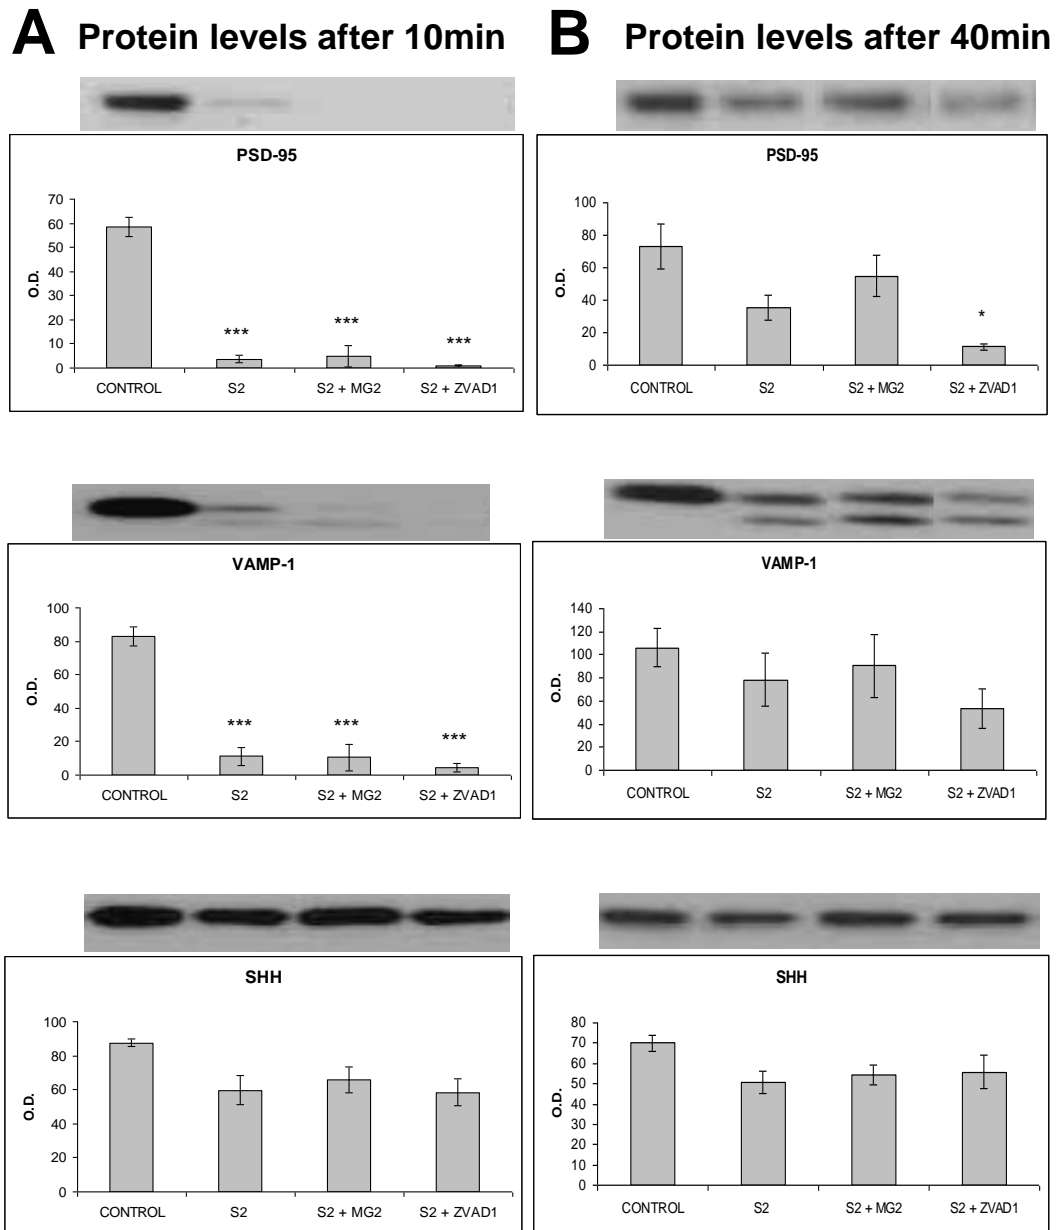 A Protein levels after 10min
PSD-95
O.D.
70
60
50
40
30
20
10
0
***
***
***
CONTROL S2 S2 + MG2 S2 + ZVAD1
VAMP-1
O.D.
100
80
60
40
20
0
***
***
***
CONTROL S2 S2 + MG2 S2 + ZVAD1
SHH
O.D.
100
80
60
40
20
0
CONTROL S2 S2 + MG2 S2 + ZVAD1
B Protein levels after 40min
PSD-95
O.D.
100
80
60
40
20
0
*
CONTROL S2 S2 + MG2 S2 + ZVAD1
VAMP-1
O.D.
140
120
100
80
60
40
20
0
CONTROL S2 S2 + MG2 S2 + ZVAD1
SHH
O.D.
80
70
60
50
40
30
20
10
0
CONTROL S2 S2 + MG2 S2 + ZVAD1